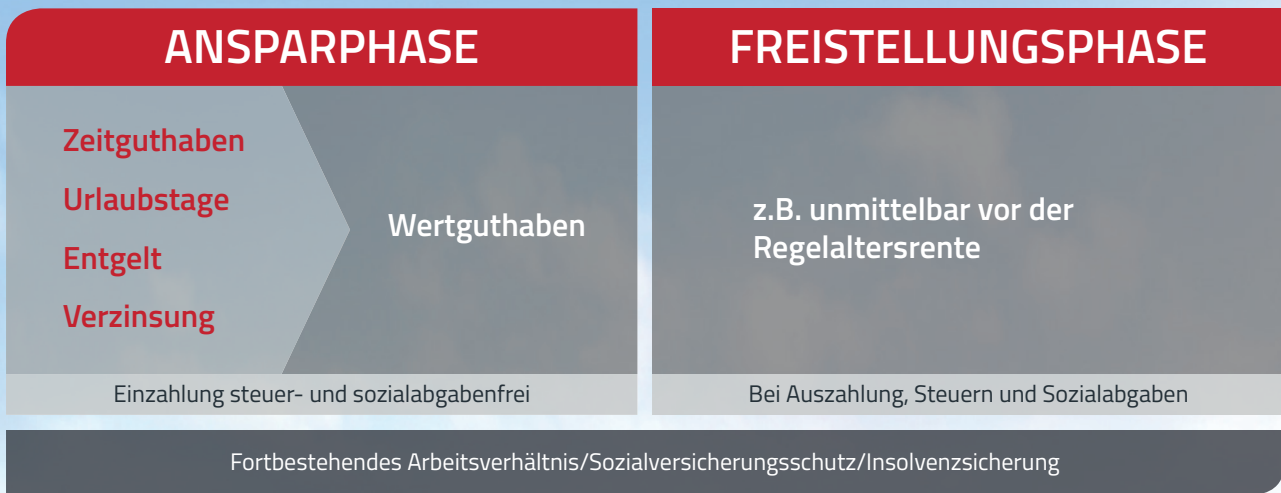 ANSPARPHASE
Zeitguthaben
Urlaubstage
Entgelt
Verzinsung
Wertguthaben
Einzahlung steuer- und sozialabgabenfrei
FREISTELLUNGSPHASE
z.B. unmittelbar vor der
Regelaltersrente
Bei Auszahlung, Steuern und Sozialabgaben
Fortbestehendes Arbeitsverhältnis/Sozialversicherungsschutz/Insolvenzsicherung